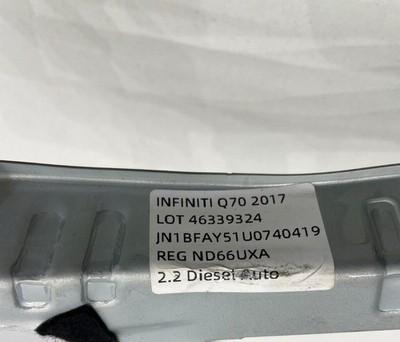 INFINITI Q70 2017
LOT 46339324
JN1BFAY51U0740419
REG ND66UXA
2.2 Diesel Auto